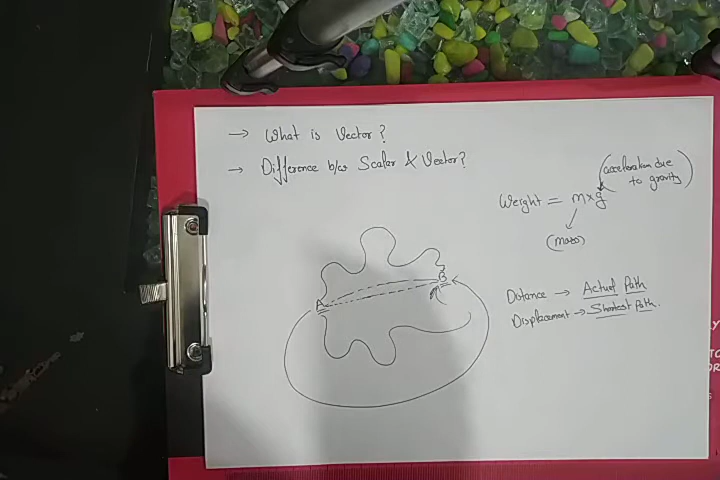 → What is Vector?
→ Difference b/w Scalar & Vector?
(acceleration due
to gravity)
Weight = m×g
(mass)
A
B
Distance → Actual Path
Displacement → Shortest Path.